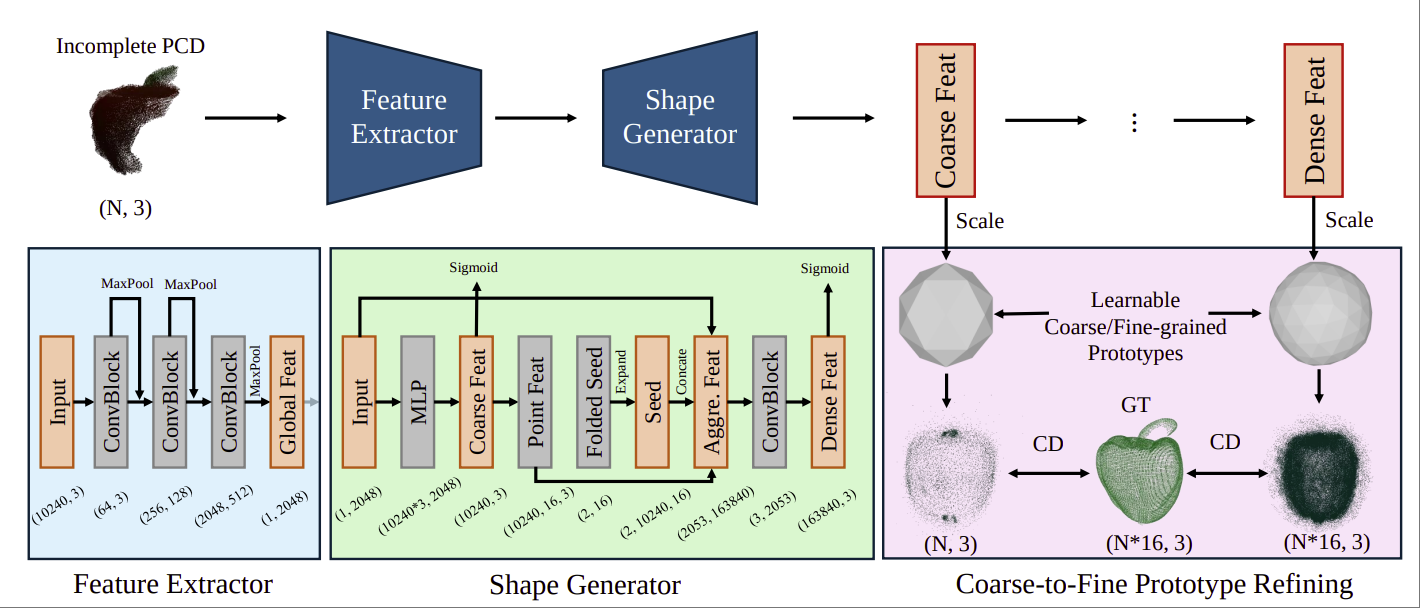 Incomplete PCD
(N, 3)
Feature
Extractor
Shape
Generator
Coarse Feat
...
Dense Feat
Scale
Scale
MaxPool
MaxPool
Input
ConvBlock
ConvBlock
ConvBlock
MaxPool
Global Feat
(10240, 3)
(64, 3)
(256, 128)
(2048, 512)
(1, 2048)
Feature Extractor
Sigmoid
Sigmoid
Input
MLP
Coarse Feat
Point Feat
Folded Seed
Expand
Seed
Concate
Aggre. Feat
ConvBlock
Dense Feat
(1, 2048)
(10240*3, 2048)
(10240, 3)
(10240, 16, 3)
(2, 16)
(2, 10240, 16)
(2053, 163840)
(3, 2053)
(163840, 3)
Shape Generator
Learnable
Coarse/Fine-grained
Prototypes
GT
CD
CD
(N, 3)
(N*16, 3)
(N*16, 3)
Coarse-to-Fine Prototype Refining